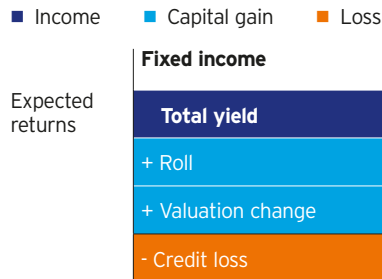 Income Capital gain Loss
Fixed income
Expected
returns
Total yield
+ Roll
+ Valuation change
- Credit loss